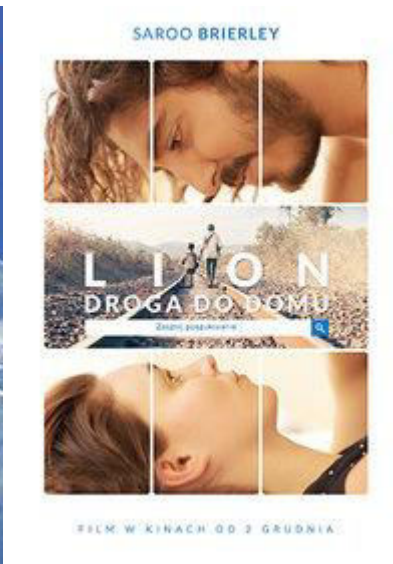 SAROO BRIERLEY
LION
DROGA DO DOMU
Zacznij poszukiwania
FILM W KINACH OD 2 GRUDNIA